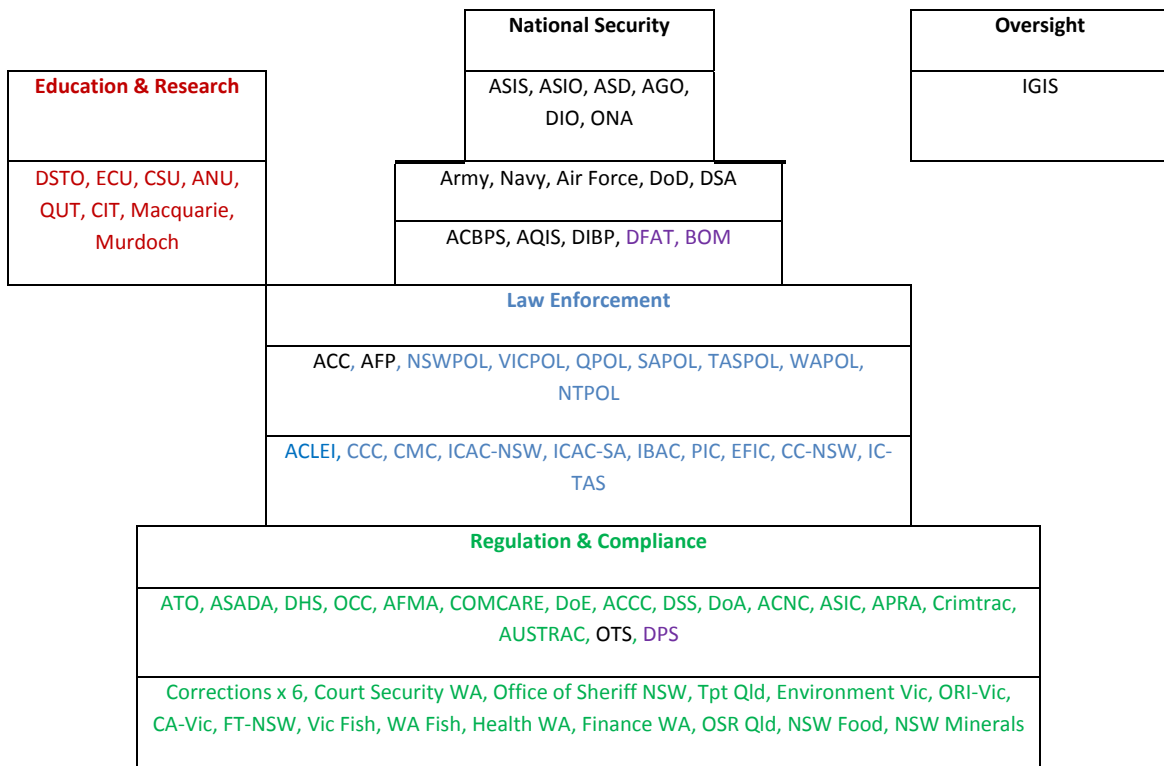 National Security
Oversight
Education & Research
ASIS, ASIO, ASD, AGO,
DIO, ONA
IGIS
DSTO, ECU, CSU, ANU,
QUT, CIT, Macquarie,
Murdoch
Army, Navy, Air Force, DoD, DSA
ACBPS, AQIS, DIBP, DFAT, BOM
Law Enforcement
ACC, AFP, NSWPOL, VICPOL, QPOL, SAPOL, TASPOL, WAPOL,
NTPOL
ACLEI, CCC, CMC, ICAC-NSW, ICAC-SA, IBAC, PIC, EFIC, CC-NSW, IC-
TAS
Regulation & Compliance
ATO, ASADA, DHS, OCC, AFMA, COMCARE, DoE, ACCC, DSS, DoA, ACNC, ASIC, APRA, Crimtrac,
AUSTRAC, OTS, DPS
Corrections x 6, Court Security WA, Office of Sheriff NSW, Tpt Qld, Environment Vic, ORI-Vic,
CA-Vic, FT-NSW, Vic Fish, WA Fish, Health WA, Finance WA, OSR Qld, NSW Food, NSW Minerals